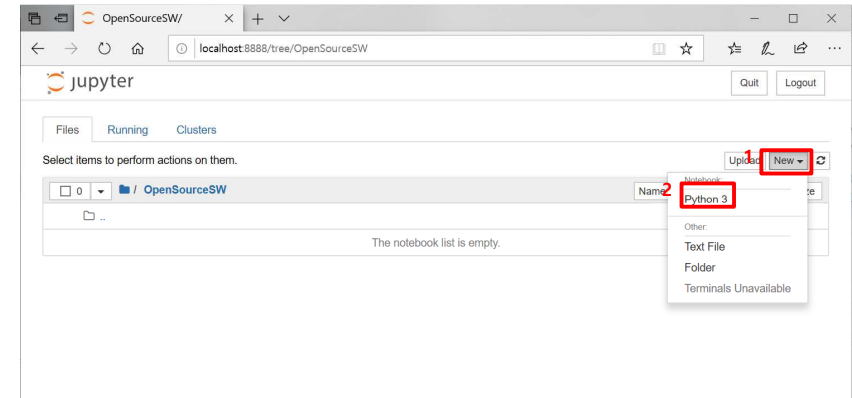 OpenSourceSW/
localhost:8888/tree/OpenSourceSW
jupyter
Quit
Logout
Files
Running
Clusters
Select items to perform actions on them.
Upload
1
New
0
/ OpenSourceSW
Name
2
Notebook:
Python 3
..
Other:
The notebook list is empty.
Text File
Folder
Terminals Unavailable